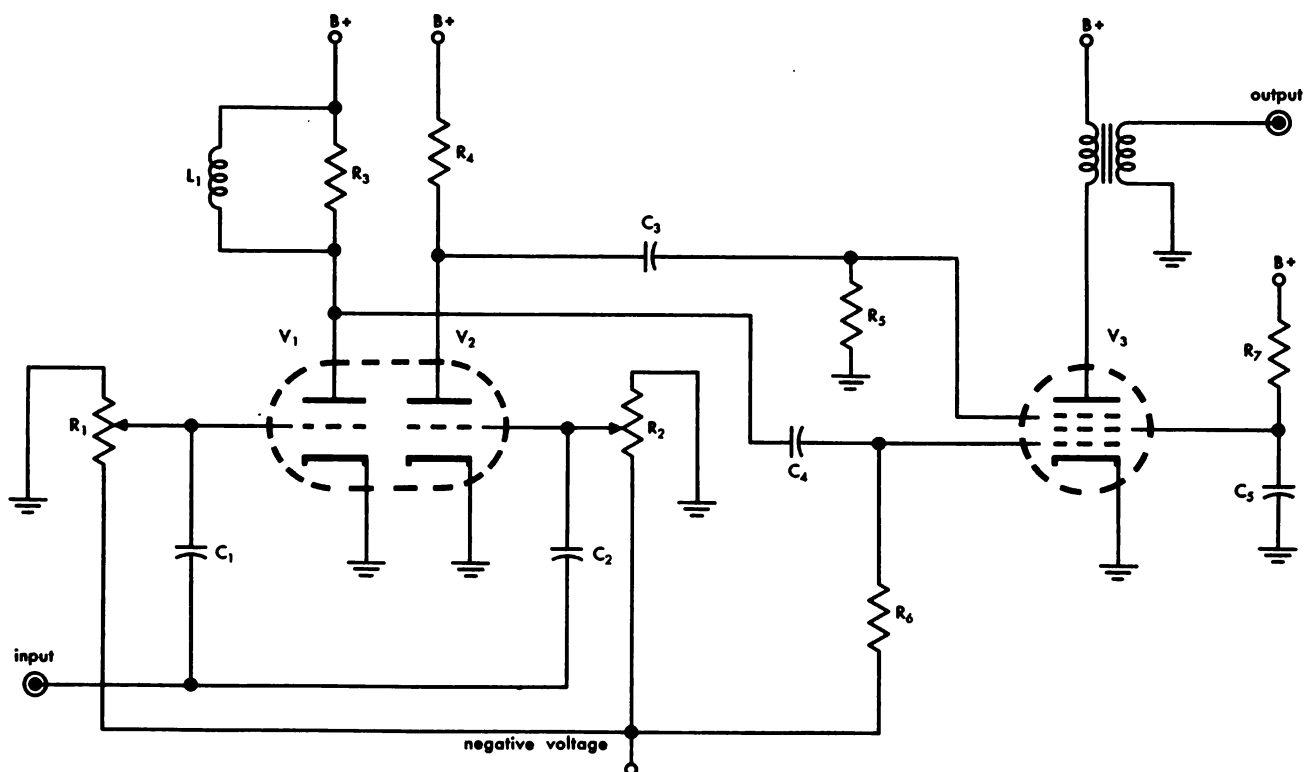 B+
B+
B+
output
L₁
R₃
R₄
C₃
B+
V₁
V₂
R₅
V₃
R₇
R₁
R₂
C₄
C₅
C₁
C₂
R₆
input
negative voltage